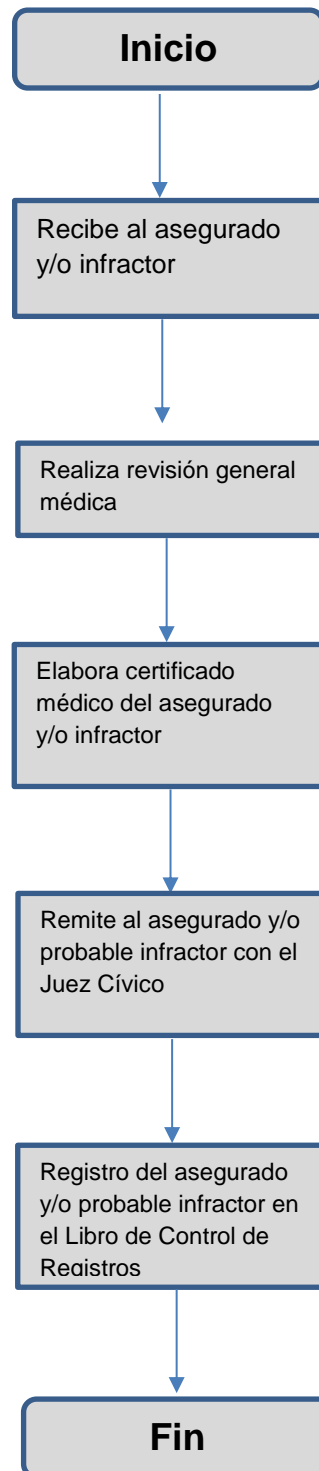 Inicio
Recibe al asegurado
y/o infractor
Realiza revisión general
médica
Elabora certificado
médico del asegurado
y/o infractor
Remite al asegurado y/o
probable infractor con el
Juez Cívico
Registro del asegurado
y/o probable infractor en
el Libro de Control de
Registros
Fin